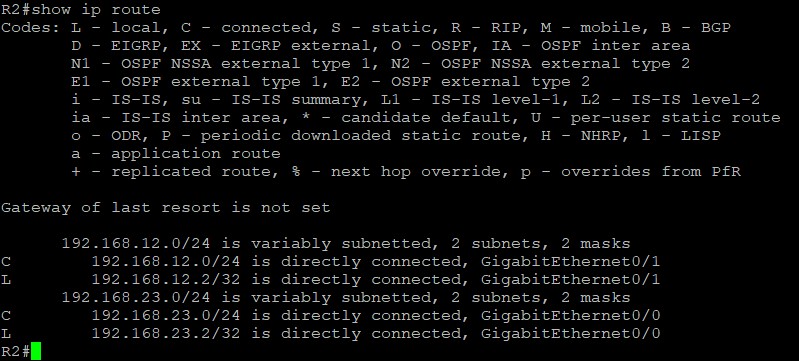 R2#show ip route
Codes: L - local, C - connected, S - static, R - RIP, M - mobile, B - BGP
       D - EIGRP, EX - EIGRP external, O - OSPF, IA - OSPF inter area
       N1 - OSPF NSSA external type 1, N2 - OSPF NSSA external type 2
       E1 - OSPF external type 1, E2 - OSPF external type 2
       i - IS-IS, su - IS-IS summary, L1 - IS-IS level-1, L2 - IS-IS level-2
       ia - IS-IS inter area, * - candidate default, U - per-user static route
       o - ODR, P - periodic downloaded static route, H - NHRP, l - LISP
       a - application route
       + - replicated route, % - next hop override, p - overrides from PfR
Gateway of last resort is not set
      192.168.12.0/24 is variably subnetted, 2 subnets, 2 masks
C        192.168.12.0/24 is directly connected, GigabitEthernet0/1
L        192.168.12.2/32 is directly connected, GigabitEthernet0/1
      192.168.23.0/24 is variably subnetted, 2 subnets, 2 masks
C        192.168.23.0/24 is directly connected, GigabitEthernet0/0
L        192.168.23.2/32 is directly connected, GigabitEthernet0/0
R2#